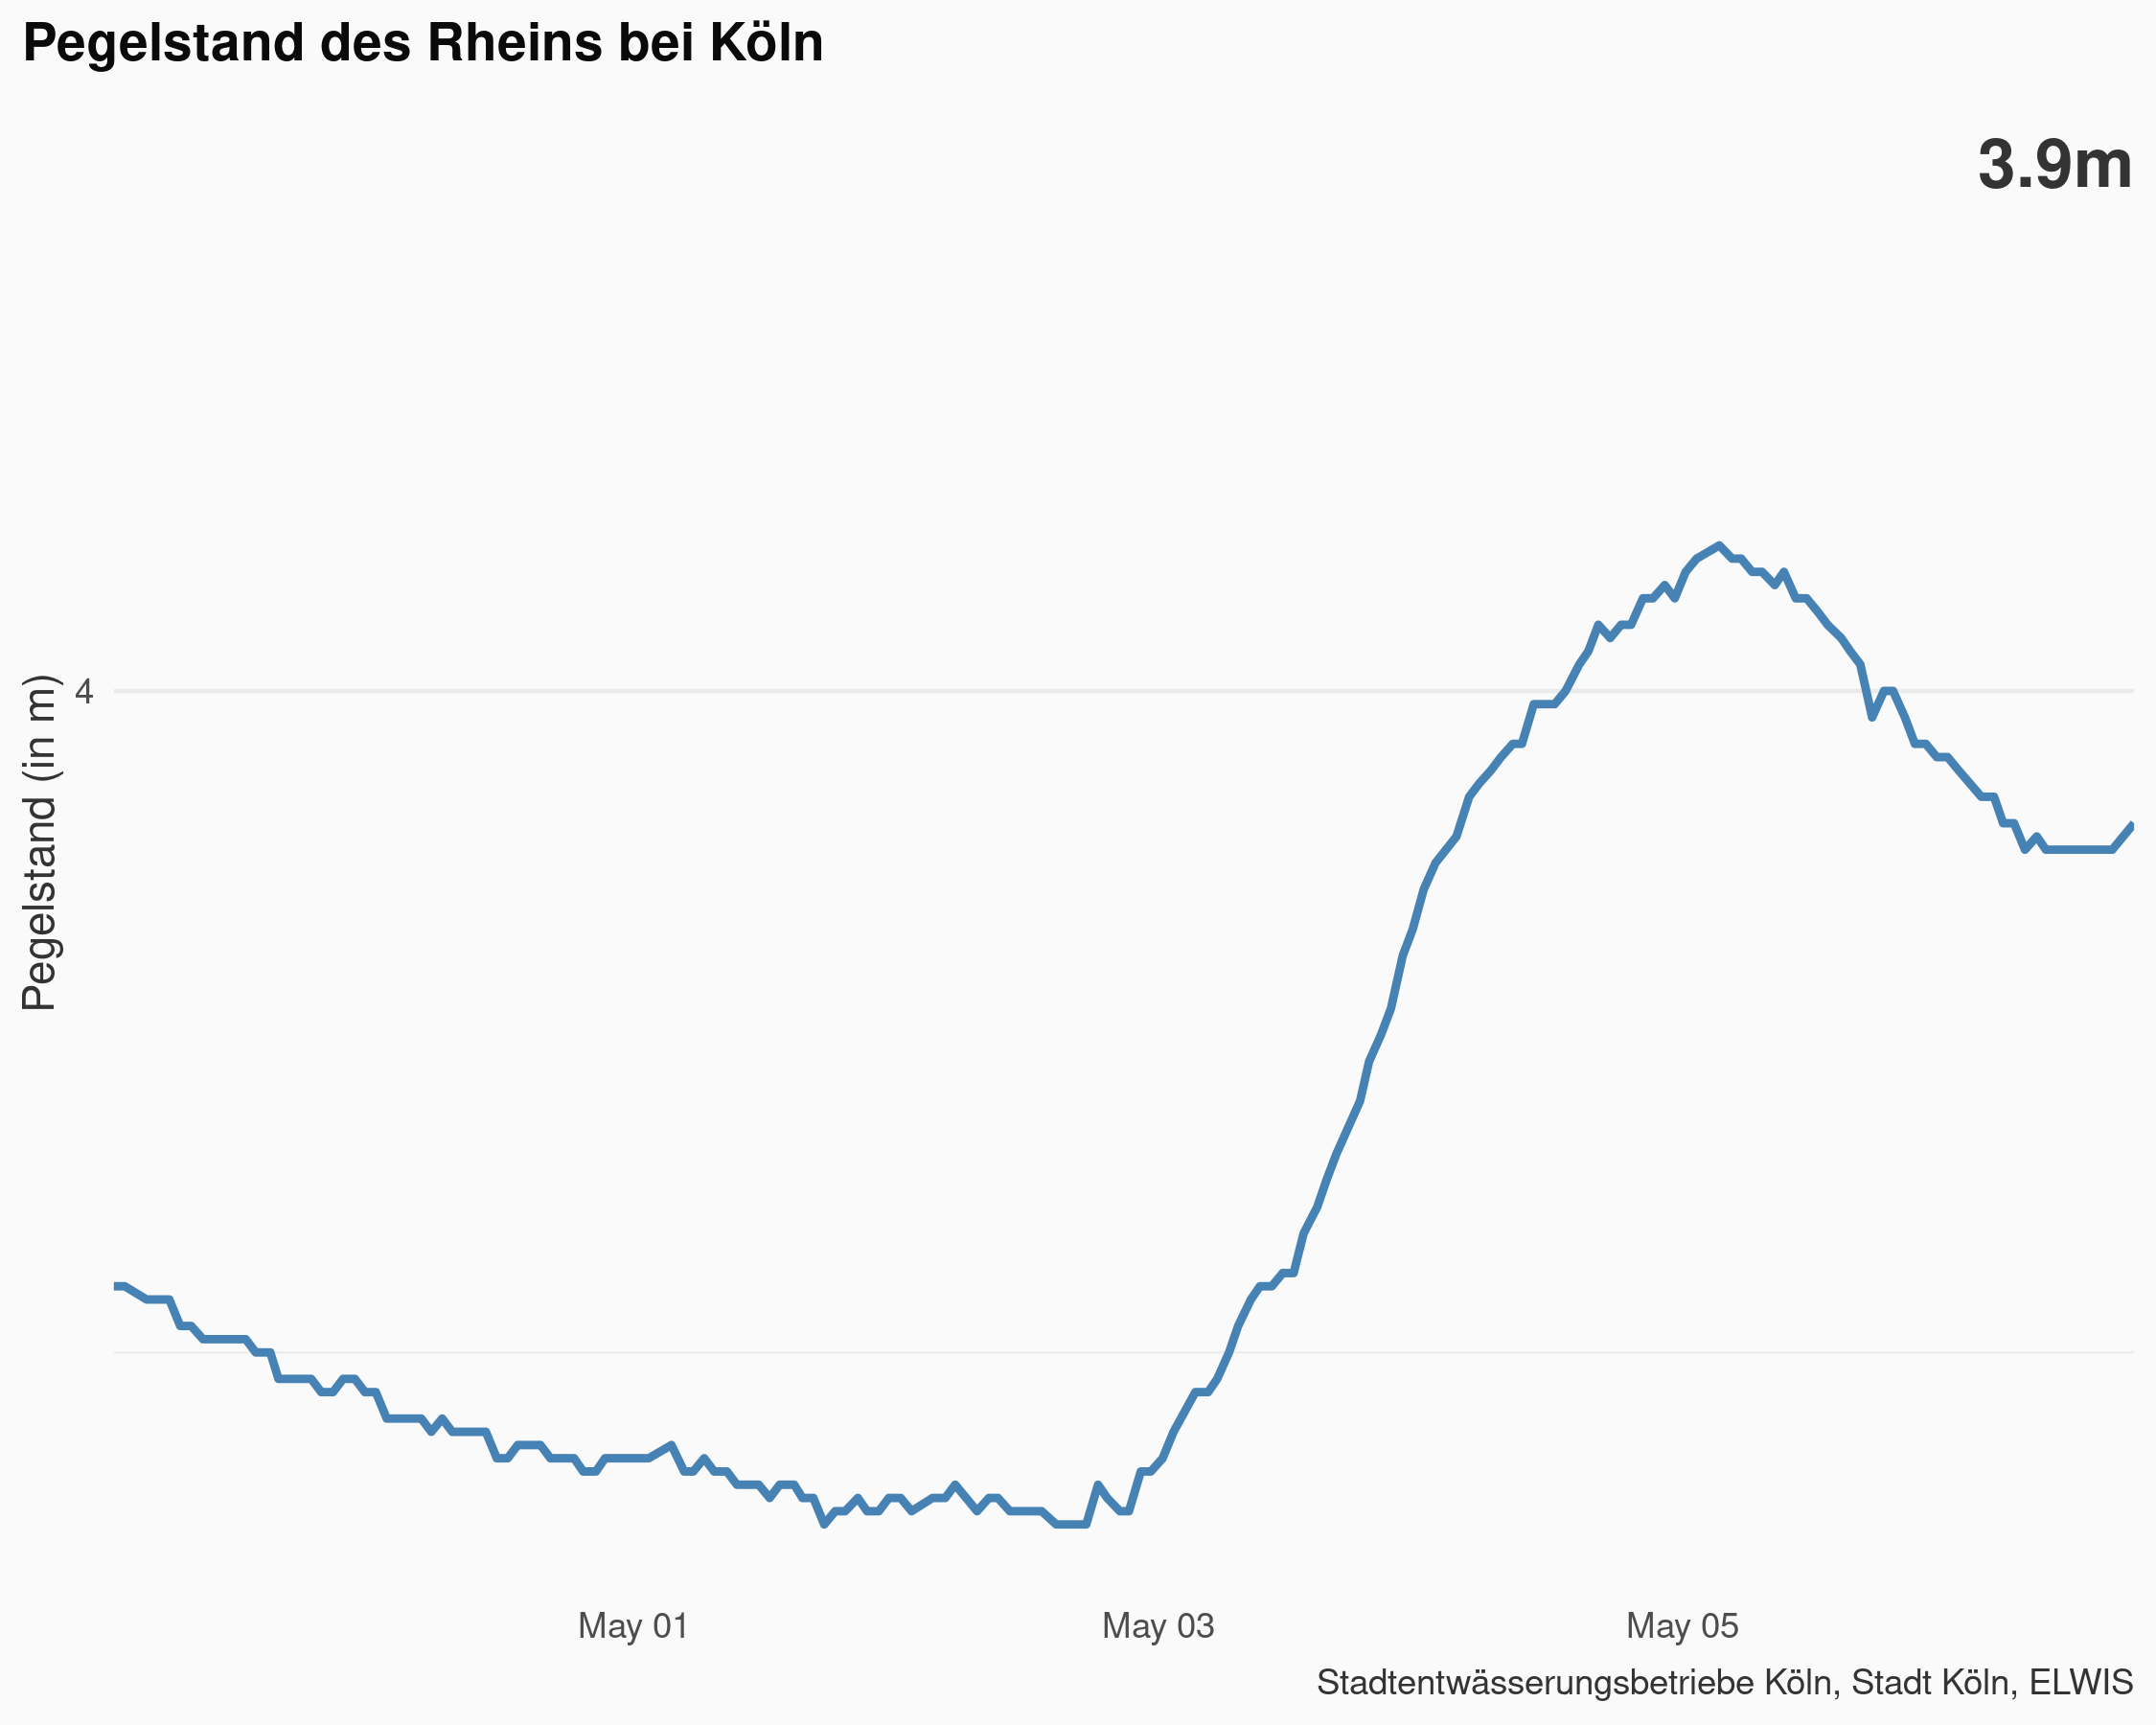 Pegelstand des Rheins bei Köln
3.9m
Pegelstand (in m)
4
May 01
May 03
May 05
Stadtentwässerungsbetriebe Köln, Stadt Köln, ELWIS